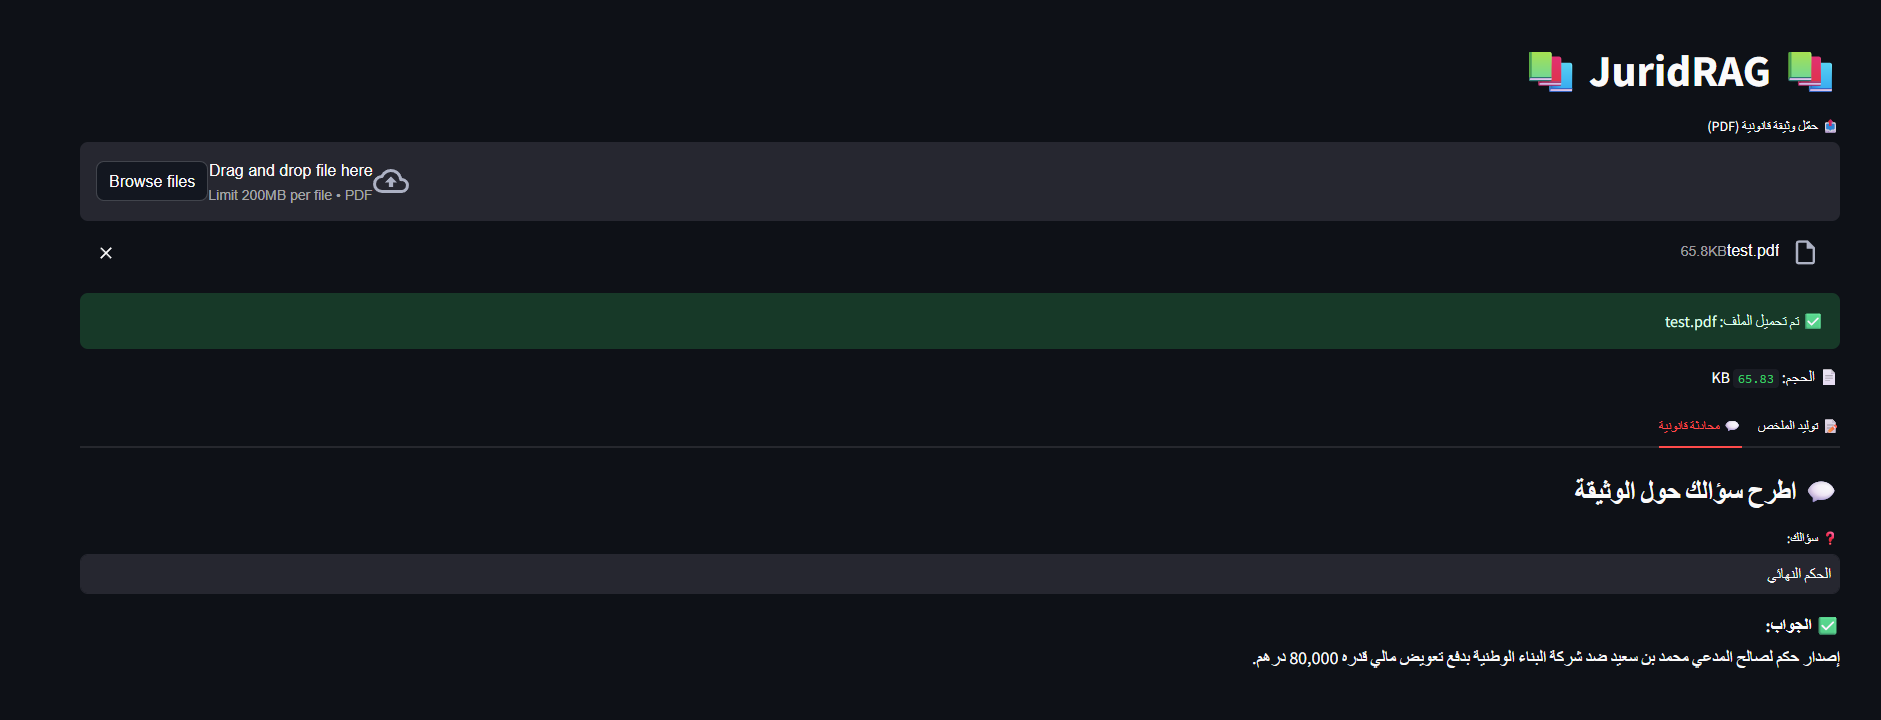 📚 JuridRAG 📚
📤 حمّل وثيقة قانونية (PDF)
Browse files
Drag and drop file here
Limit 200MB per file • PDF
test.pdf 65.8KB
✅ تم تحميل الملف: test.pdf
📄 الحجم: 65.83 KB
📝 توليد الملخص
💬 محادثة قانونية
💬 اطرح سؤالك حول الوثيقة
❓ سؤالك:
الحكم النهائي
✅ الجواب:
إصدار حكم لصالح المدعي محمد بن سعيد ضد شركة البناء الوطنية بدفع تعويض مالي قدره 80,000 درهم.